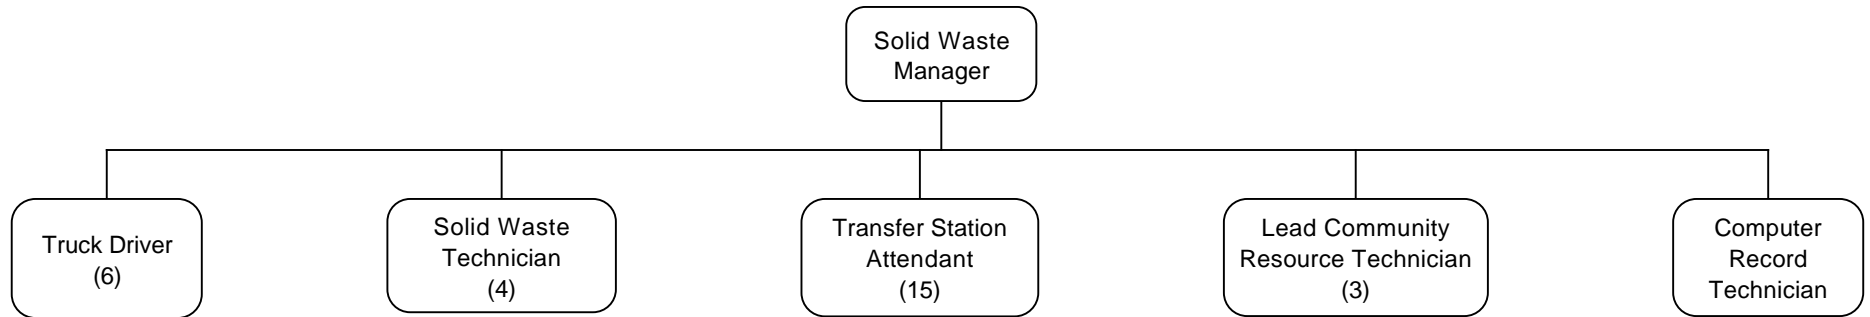 Solid Waste
Manager
Truck Driver
(6)
Solid Waste
Technician
(4)
Transfer Station
Attendant
(15)
Lead Community
Resource Technician
(3)
Computer
Record
Technician